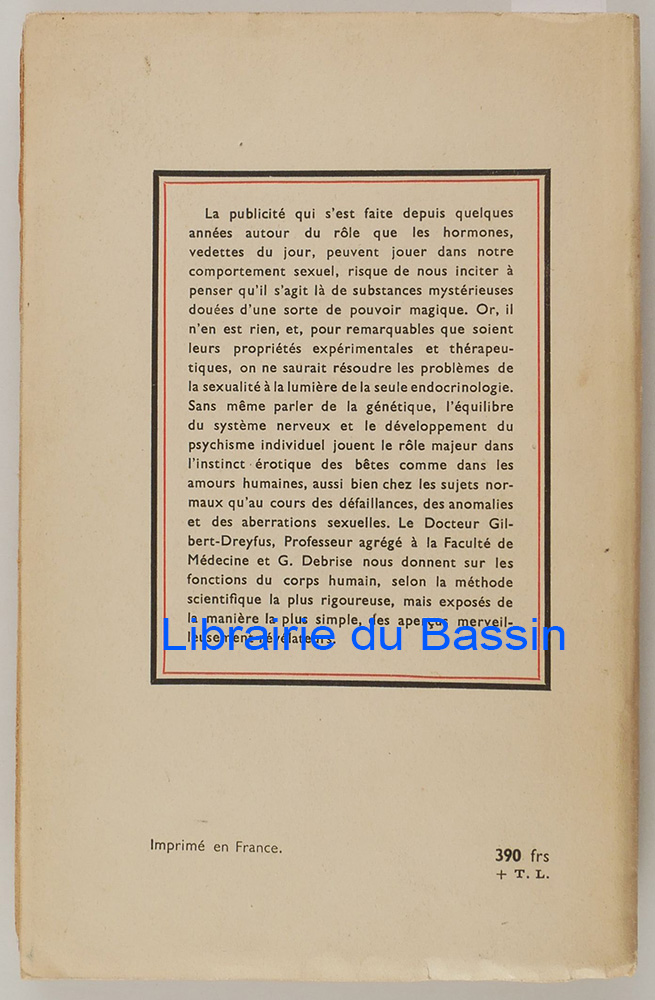 La publicité qui s'est faite depuis quelques
années autour du rôle que les hormones,
vedettes du jour, peuvent jouer dans notre
comportement sexuel, risque de nous inciter à
penser qu'il s'agit là de substances mystérieuses
douées d'une sorte de pouvoir magique. Or, il
n'en est rien, et, pour remarquables que soient
leurs propriétés expérimentales et thérapeu-
tiques, on ne saurait résoudre les problèmes de
la sexualité à la lumière de la seule endocrinologie.
Sans même parler de la génétique, l'équilibre
du système nerveux et le développement du
psychisme individuel jouent le rôle majeur dans
l'instinct érotique des bêtes comme dans les
amours humaines, aussi bien chez les sujets nor-
maux qu'au cours des défaillances, des anomalies
et des aberrations sexuelles. Le Docteur Gil-
bert-Dreyfus, Professeur agrégé à la Faculté de
Médecine et G. Debrise nous donnent sur les
fonctions du corps humain, selon la méthode
scientifique la plus rigoureuse, mais exposés de
la manière la plus simple, des aperçus merveil-
leusement révélateurs.
Librairie du Bassin
Imprimé en France.
390 frs
+ T. L.